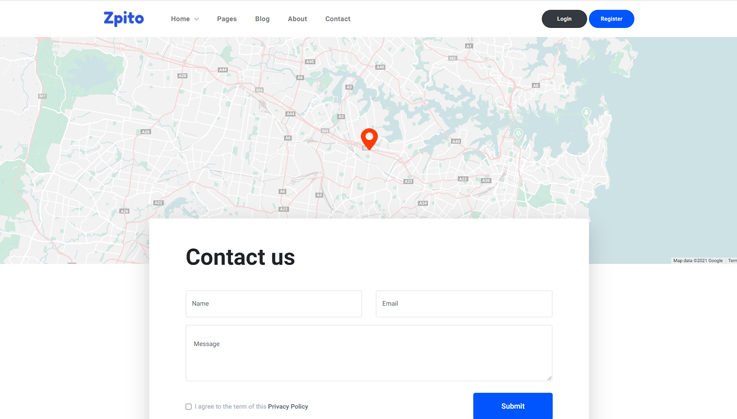 Zpito
Home Pages Blog About Contact
Login Register
Map data ©2021 Google
Contact us
Name
Email
Message
I agree to the term of this Privacy Policy
Submit